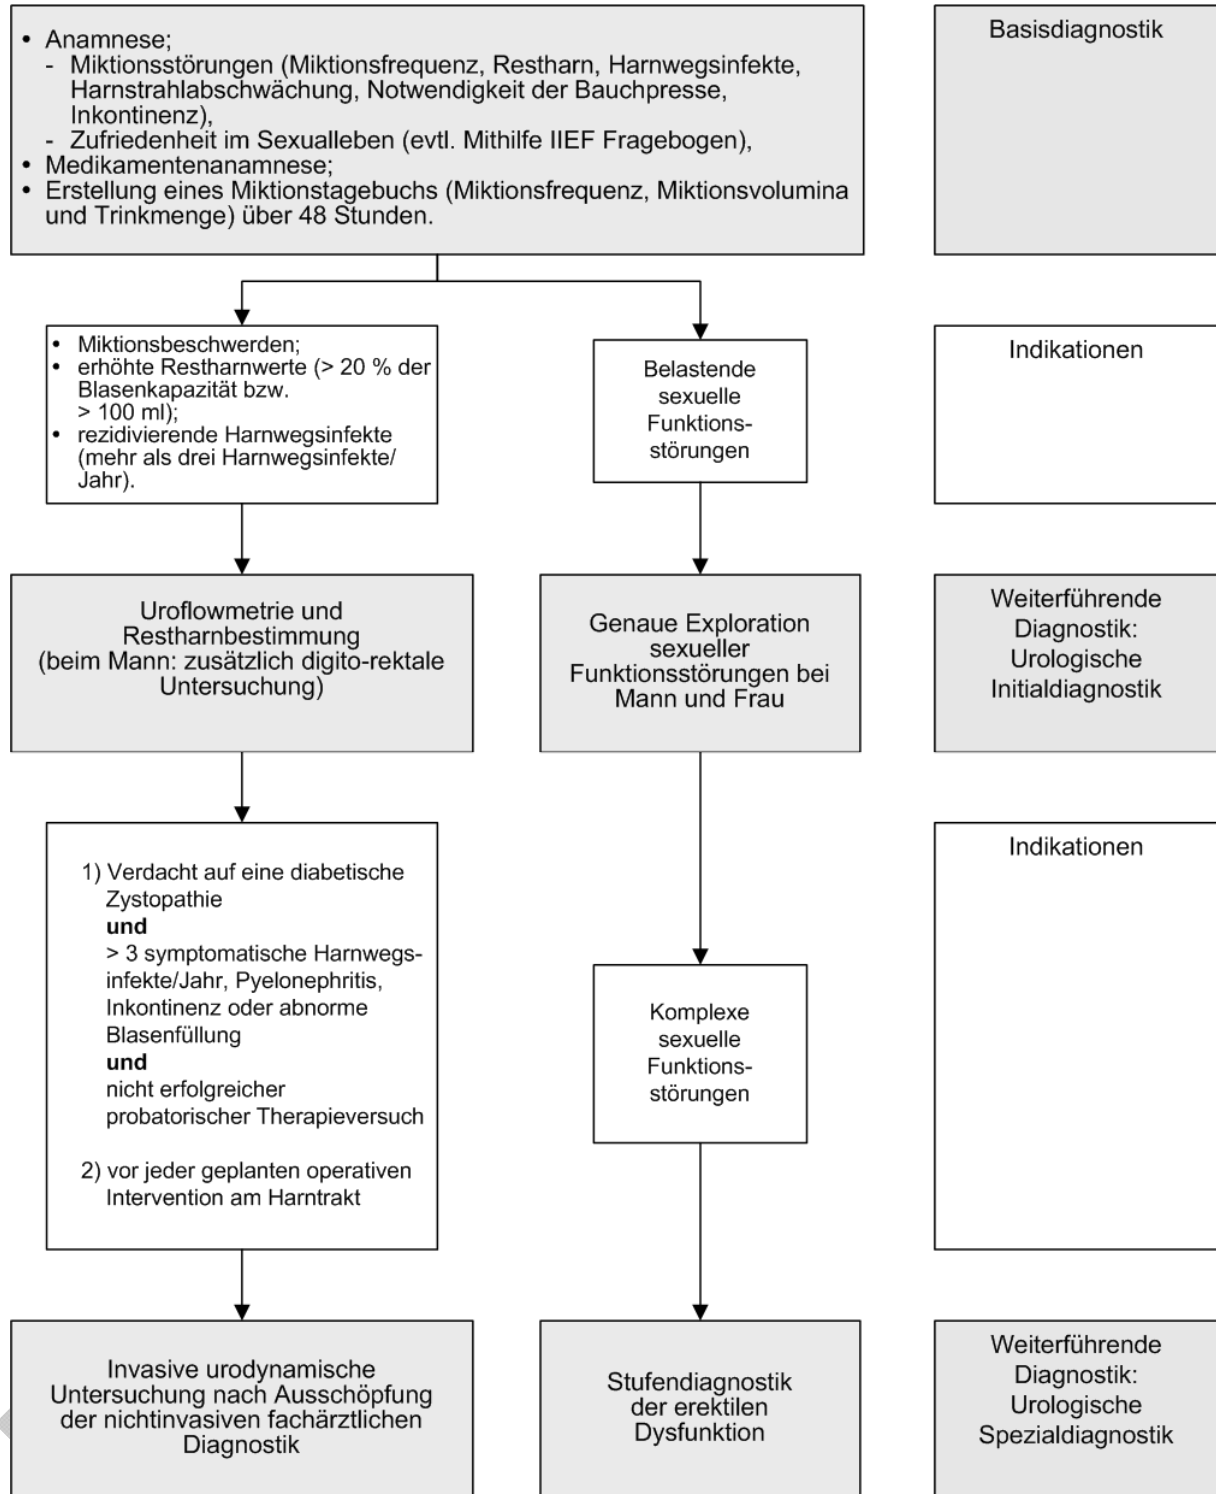 • Anamnese;
- Miktionsstörungen (Miktionsfrequenz, Restharn, Harnwegsinfekte,
Harnstrahlabschwächung, Notwendigkeit der Bauchpresse,
Inkontinenz),
- Zufriedenheit im Sexualleben (evtl. Mithilfe IIEF Fragebogen),
• Medikamentenanamnese;
• Erstellung eines Miktionstagebuchs (Miktionsfrequenz, Miktionsvolumina
und Trinkmenge) über 48 Stunden.
Basisdiagnostik
• Miktionsbeschwerden;
• erhöhte Restharnwerte (> 20 % der
Blasenkapazität bzw.
> 100 ml);
• rezidivierende Harnwegsinfekte
(mehr als drei Harnwegsinfekte/
Jahr).
Belastende
sexuelle
Funktions-
störungen
Indikationen
Uroflowmetrie und
Restharnbestimmung
(beim Mann: zusätzlich digito-rektale
Untersuchung)
Genaue Exploration
sexueller
Funktionsstörungen bei
Mann und Frau
Weiterführende
Diagnostik:
Urologische
Initialdiagnostik
1) Verdacht auf eine diabetische
Zystopathie
und
> 3 symptomatische Harnwegs-
infekte/Jahr, Pyelonephritis,
Inkontinenz oder abnorme
Blasenfüllung
und
nicht erfolgreicher
probatorischer Therapieversuch
2) vor jeder geplanten operativen
Intervention am Harntrakt
Komplexe
sexuelle
Funktions-
störungen
Indikationen
Invasive urodynamische
Untersuchung nach Ausschöpfung
der nichtinvasiven fachärztlichen
Diagnostik
Stufendiagnostik
der erektilen
Dysfunktion
Weiterführende
Diagnostik:
Urologische
Spezialdiagnostik